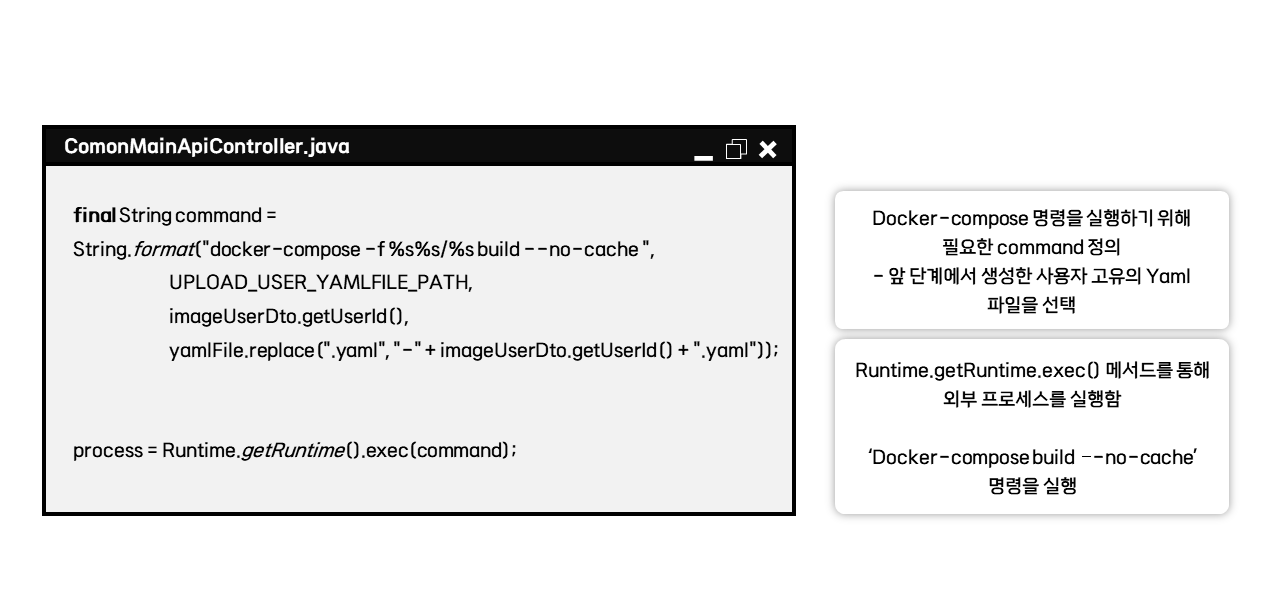 ComonMainApiController.java
final String command =
String.format("docker-compose -f %s%s/%s build --no-cache ",
UPLOAD_USER_YAMLFILE_PATH,
imageUserDto.getUserId(),
yamlFile.replace(".yaml", "-" + imageUserDto.getUserId() + ".yaml"));
process = Runtime.getRuntime().exec(command);
Docker-compose 명령을 실행하기 위해
필요한 command 정의
- 앞 단계에서 생성한 사용자 고유의 Yaml
파일을 선택
Runtime.getRuntime.exec() 메서드를 통해
외부 프로세스를 실행함
‘Docker-compose build --no-cache’
명령을 실행